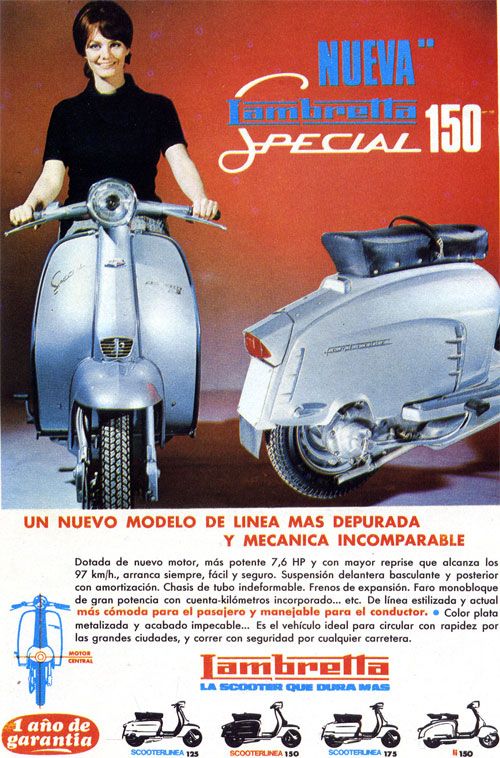 NUEVA
Lambretta
SPECIAL 150
Special
UN NUEVO MODELO DE LINEA MAS DEPURADA
Y MECANICA INCOMPARABLE
Dotada de nuevo motor, más potente 7,6 HP y con mayor reprise que alcanza los
97 km/h., arranca siempre, fácil y seguro. Suspensión delantera basculante y posterior
con amortización. Chasis de tubo indeformable. Frenos de expansión. Faro monobloque
de gran potencia con cuenta-kilómetros incorporado... etc. De línea estilizada y actual
más cómoda para el pasajero y manejable para el conductor. • Color plata
metalizada y acabado impecable... Es el vehículo ideal para circular con rapidez por
las grandes ciudades, y correr con seguridad por cualquier carretera.
MOTOR
CENTRAL
Lambretta
LA SCOOTER QUE DURA MAS
1 año de
garantia
SCOOTERLINEA 125
SCOOTERLINEA 150
SCOOTERLINEA 175
li 150